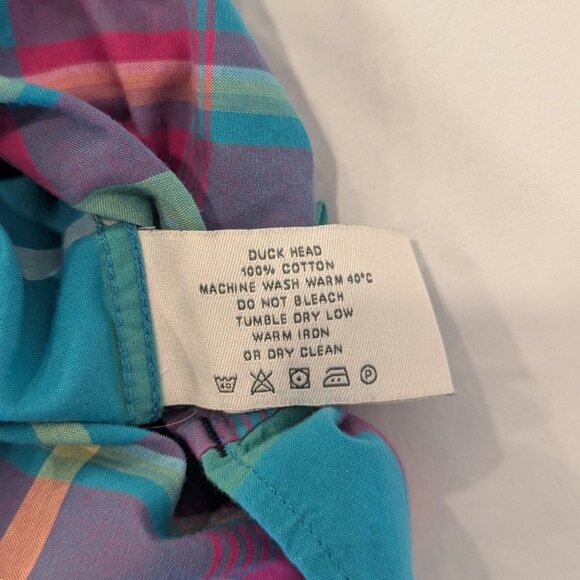 DUCK HEAD
100% COTTON
MACHINE WASH WARM 40°C
DO NOT BLEACH
TUMBLE DRY LOW
WARM IRON
OR DRY CLEAN
40 P